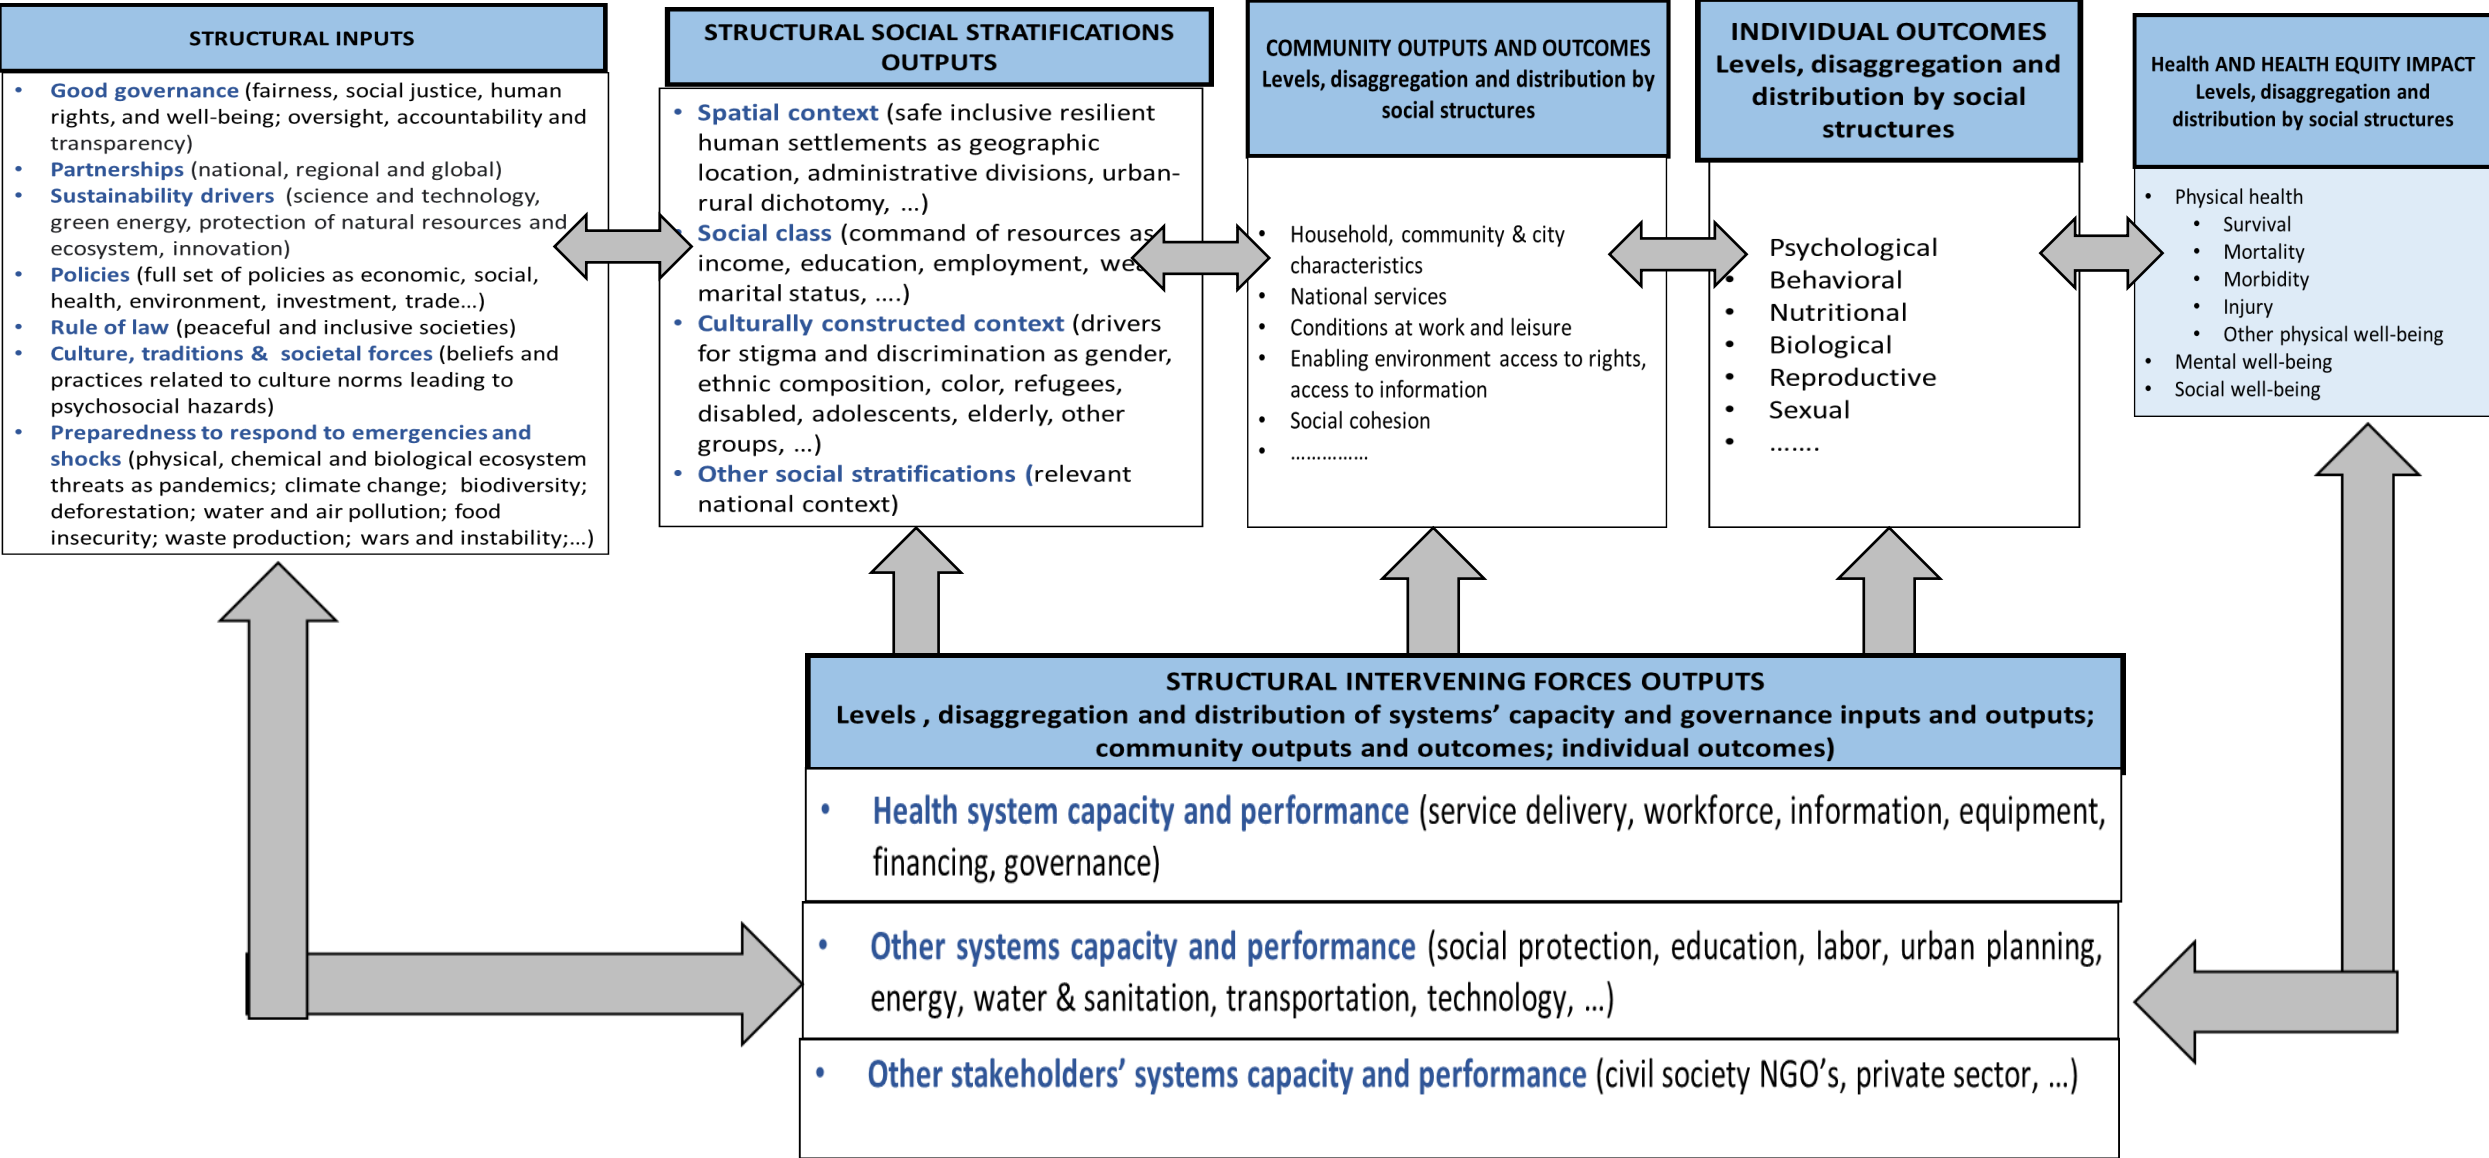 STRUCTURAL INPUTS
• Good governance (fairness, social justice, human
rights, and well-being; oversight, accountability and
transparency)
• Partnerships (national, regional and global)
• Sustainability drivers (science and technology,
green energy, protection of natural resources and
ecosystem, innovation)
• Policies (full set of policies as economic, social,
health, environment, investment, trade...)
• Rule of law (peaceful and inclusive societies)
• Culture, traditions & societal forces (beliefs and
practices related to culture norms leading to
psychosocial hazards)
• Preparedness to respond to emergencies and
shocks (physical, chemical and biological ecosystem
threats as pandemics; climate change; biodiversity;
deforestation; water and air pollution; food
insecurity; waste production; wars and instability;...)
STRUCTURAL SOCIAL STRATIFICATIONS
OUTPUTS
• Spatial context (safe inclusive resilient
human settlements as geographic
location, administrative divisions, urban-
rural dichotomy, ...)
• Social class (command of resources as
income, education, employment,
marital status, ....)
• Culturally constructed context (drivers
for stigma and discrimination as gender,
ethnic composition, color, refugees,
disabled, adolescents, elderly, other
groups, ...)
• Other social stratifications (relevant
national context)
COMMUNITY OUTPUTS AND OUTCOMES
Levels, disaggregation and distribution by
social structures
• Household, community & city
characteristics
• National services
• Conditions at work and leisure
• Enabling environment access to rights,
access to information
• Social cohesion
• ...............
INDIVIDUAL OUTCOMES
Levels, disaggregation and
distribution by social
structures
Psychological
• Behavioral
• Nutritional
• Biological
• Reproductive
• Sexual
• .......
Health AND HEALTH EQUITY IMPACT
Levels, disaggregation and
distribution by social structures
• Physical health
• Survival
• Mortality
• Morbidity
• Injury
• Other physical well-being
• Mental well-being
• Social well-being
STRUCTURAL INTERVENING FORCES OUTPUTS
Levels , disaggregation and distribution of systems’ capacity and governance inputs and outputs;
community outputs and outcomes; individual outcomes)
• Health system capacity and performance (service delivery, workforce, information, equipment,
financing, governance)
• Other systems capacity and performance (social protection, education, labor, urban planning,
energy, water & sanitation, transportation, technology, ...)
• Other stakeholders’ systems capacity and performance (civil society NGO’s, private sector, ...)